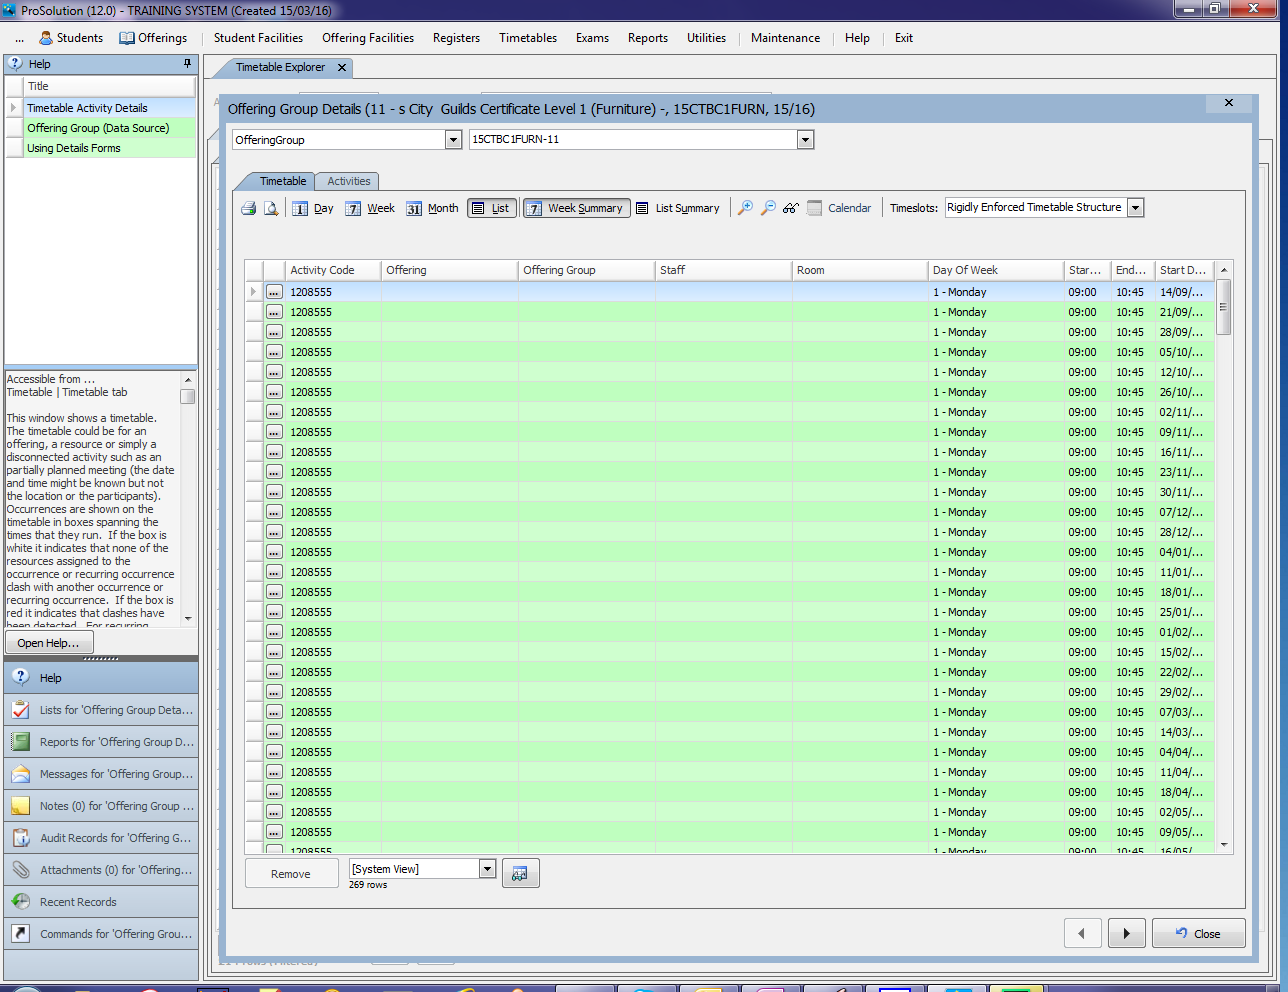 ProSolution (12.0) - TRAINING SYSTEM (Created 15/03/16)
... Students Offerings Student Facilities Offering Facilities Registers Timetables Exams Reports Utilities Maintenance Help Exit
Help
Title
Timetable Activity Details
Offering Group (Data Source)
Using Details Forms
Accessible from ...
Timetable | Timetable tab
This window shows a timetable.
The timetable could be for an
offering, a resource or simply a
disconnected activity such as an
partially planned meeting (the date
and time might be known but not
the location or the participants).
Occurrences are shown on the
timetable in boxes spanning the
times that they run. If the box is
white it indicates that none of the
resources assigned to the
occurrence or recurring occurrence
clash with another occurrence or
recurring occurrence. If the box is
red it indicates that clashes have
been detected. For recurring
Open Help...
Help
Lists for 'Offering Group Deta...
Reports for 'Offering Group D...
Messages for 'Offering Group...
Notes (0) for 'Offering Group ...
Audit Records for 'Offering G...
Attachments (0) for 'Offering...
Recent Records
Commands for 'Offering Grou...
Timetable Explorer
Offering Group Details (11 - s City Guilds Certificate Level 1 (Furniture) -, 15CTBC1FURN, 15/16)
OfferingGroup 15CTBC1FURN-11
Timetable Activities
1 Day 7 Week 31 Month List 7 Week Summary List Summary Calendar Timeslots: Rigidly Enforced Timetable Structure
Activity Code Offering Offering Group Staff Room Day Of Week Star... End... Start D...
... 1208555 1 - Monday 09:00 10:45 14/09/...
... 1208555 1 - Monday 09:00 10:45 21/09/...
... 1208555 1 - Monday 09:00 10:45 28/09/...
... 1208555 1 - Monday 09:00 10:45 05/10/...
... 1208555 1 - Monday 09:00 10:45 12/10/...
... 1208555 1 - Monday 09:00 10:45 26/10/...
... 1208555 1 - Monday 09:00 10:45 02/11/...
... 1208555 1 - Monday 09:00 10:45 09/11/...
... 1208555 1 - Monday 09:00 10:45 16/11/...
... 1208555 1 - Monday 09:00 10:45 23/11/...
... 1208555 1 - Monday 09:00 10:45 30/11/...
... 1208555 1 - Monday 09:00 10:45 07/12/...
... 1208555 1 - Monday 09:00 10:45 28/12/...
... 1208555 1 - Monday 09:00 10:45 04/01/...
... 1208555 1 - Monday 09:00 10:45 11/01/...
... 1208555 1 - Monday 09:00 10:45 18/01/...
... 1208555 1 - Monday 09:00 10:45 25/01/...
... 1208555 1 - Monday 09:00 10:45 01/02/...
... 1208555 1 - Monday 09:00 10:45 15/02/...
... 1208555 1 - Monday 09:00 10:45 22/02/...
... 1208555 1 - Monday 09:00 10:45 29/02/...
... 1208555 1 - Monday 09:00 10:45 07/03/...
... 1208555 1 - Monday 09:00 10:45 14/03/...
... 1208555 1 - Monday 09:00 10:45 04/04/...
... 1208555 1 - Monday 09:00 10:45 11/04/...
... 1208555 1 - Monday 09:00 10:45 18/04/...
... 1208555 1 - Monday 09:00 10:45 02/05/...
... 1208555 1 - Monday 09:00 10:45 09/05/...
... 1208555 1 - Monday 09:00 10:45 16/05/...
Remove [System View]
269 rows
Close